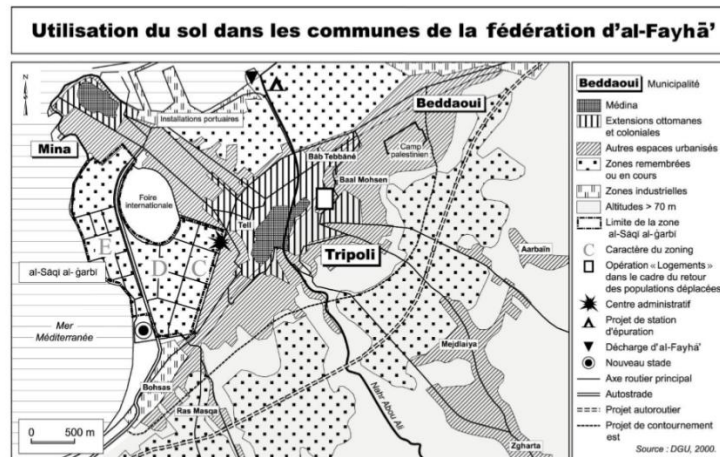 Utilisation du sol dans les communes de la fédération d'al-Fayhā'
N
Mina
Installations portuaires
Beddaoui
Bāb Tebbāné
Camp
palestinien
Baal Mohsen
Foire
internationale
Tell
Tripoli
Aarbaïn
E
D
C
al-Sāqi al-ġarbī
Mer
Méditerranée
Mejdlaiya
Bohsas
Ras Masqa
Nahr Abou Ali
Zgharta
0 500 m
Beddaoui Municipalité
Médina
Extensions ottomanes
et coloniales
Autres espaces urbanisés
Zones remembrées
ou en cours
Zones industrielles
Altitudes > 70 m
Limite de la zone
al-Sāqī al-ġarbī
C Caractère du zoning
Opération « Logements »
dans le cadre du retour
des populations déplacées
Centre administratif
Projet de station
d'épuration
Décharge d'al-Fayhā'
Nouveau stade
Axe routier principal
Autostrade
Projet autoroutier
Projet de contournement
est
Source : DGU, 2000.